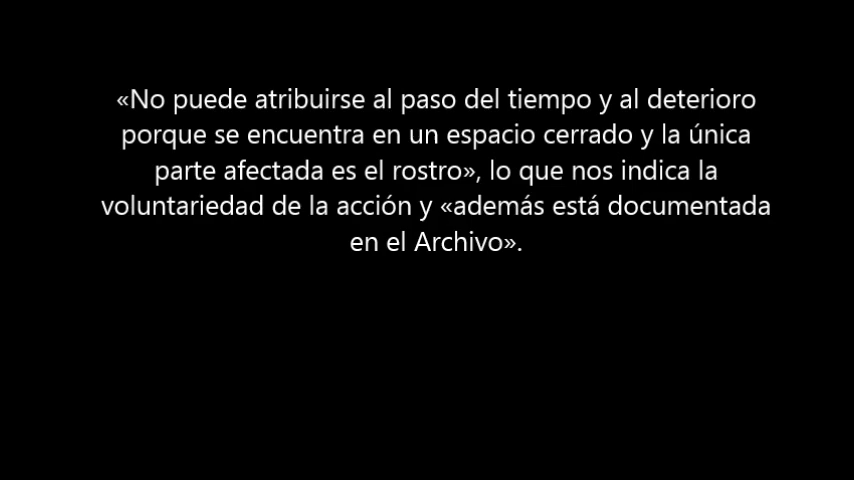 «No puede atribuirse al paso del tiempo y al deterioro
porque se encuentra en un espacio cerrado y la única
parte afectada es el rostro», lo que nos indica la
voluntariedad de la acción y «además está documentada
en el Archivo».